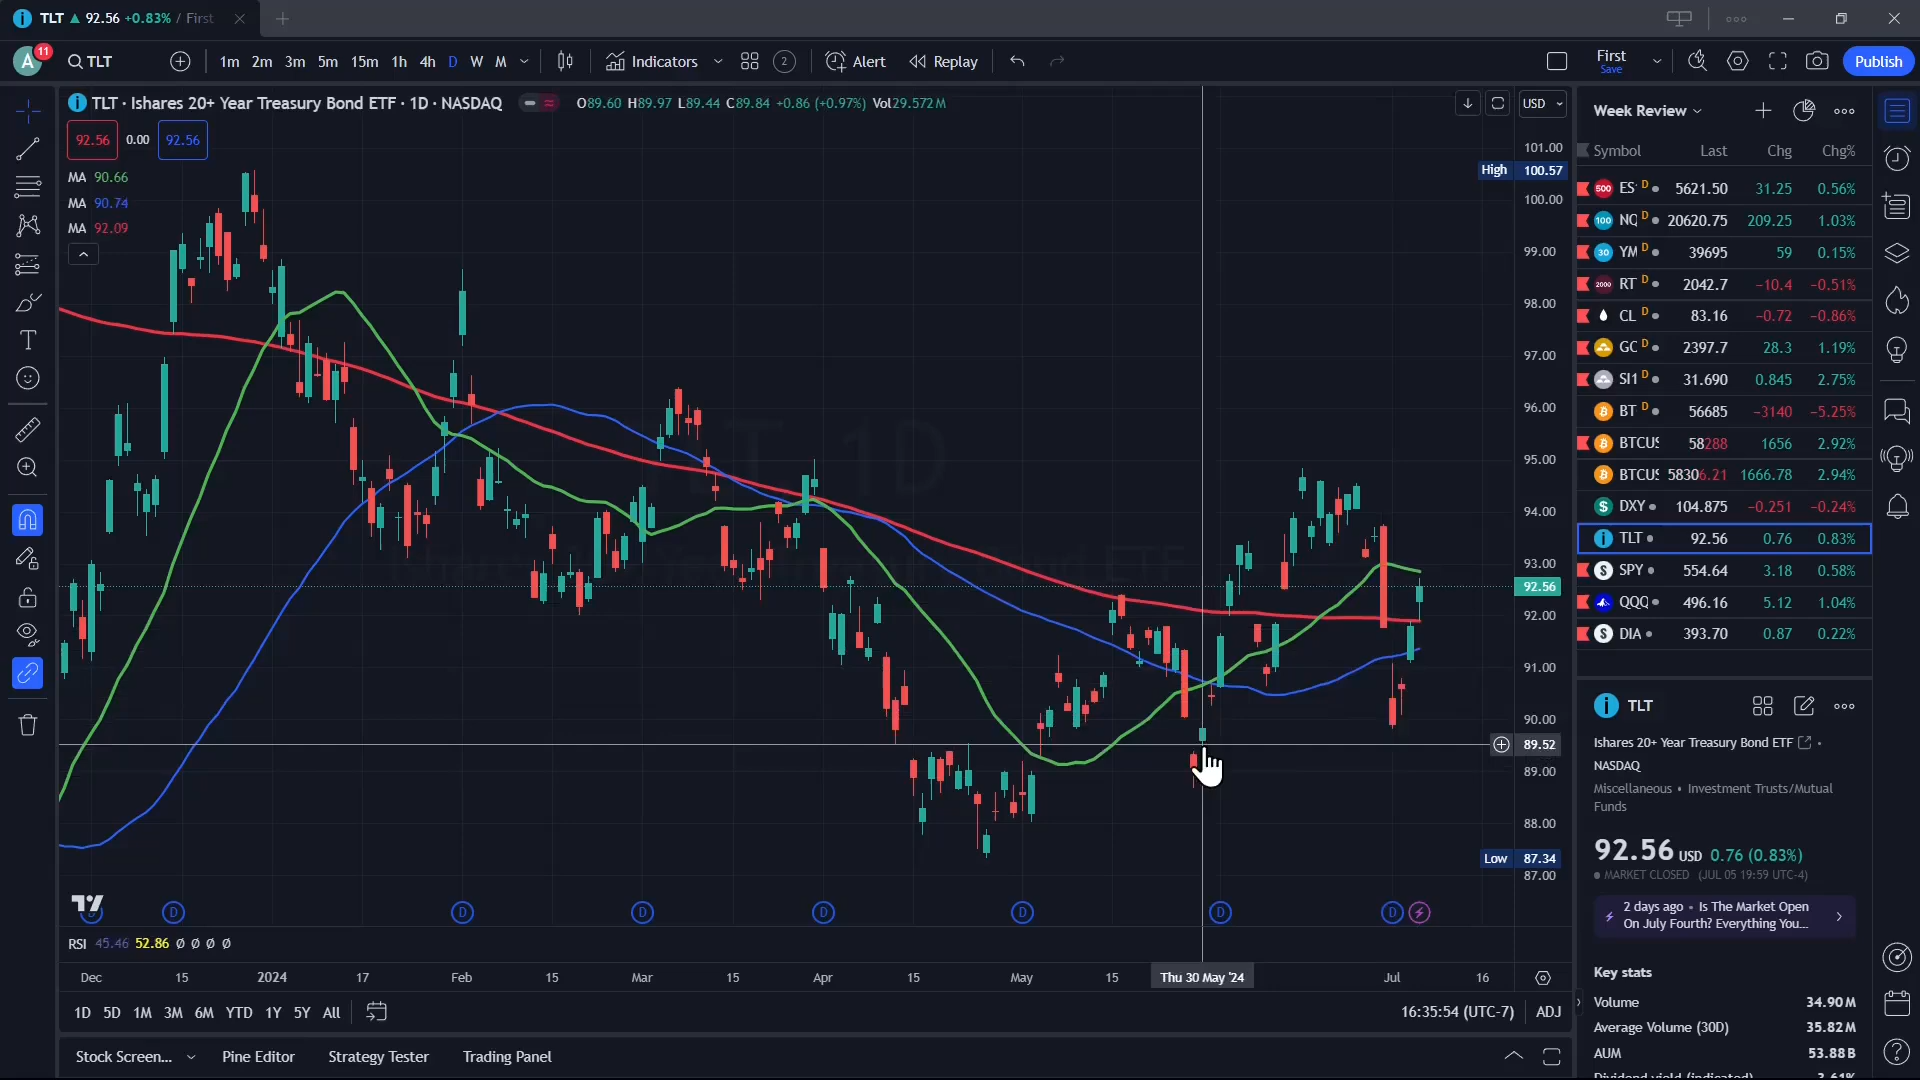 TLT ▲ 92.56 +0.83% / First
A 11 TLT 1m 2m 3m 5m 15m 1h 4h D W M Indicators 2 Alert Replay First Save Publish
TLT · Ishares 20+ Year Treasury Bond ETF · 1D · NASDAQ O89.60 H89.97 L89.44 C89.84 +0.86 (+0.97%) Vol29.572M USD
92.56 0.00 92.56
MA 90.66
MA 90.74
MA 92.09
TLT 1D
101.00
High 100.57
100.00
99.00
98.00
97.00
96.00
95.00
94.00
93.00
92.56
92.00
91.00
90.00
89.52
89.00
88.00
Low 87.34
87.00
D D D D D D D D
RSI 45.46 52.86 Ø Ø Ø Ø
Dec 15 2024 17 Feb 15 Mar 15 Apr 15 May 15 Thu 30 May '24 Jul 16
1D 5D 1M 3M 6M YTD 1Y 5Y All 16:35:54 (UTC-7) ADJ
Stock Screen... Pine Editor Strategy Tester Trading Panel
Week Review
Symbol Last Chg Chg%
500 ES D 5621.50 31.25 0.56%
100 NQ D 20620.75 209.25 1.03%
30 YM D 39695 59 0.15%
2000 RT D 2042.7 −10.4 −0.51%
CL D 83.16 −0.72 −0.86%
GC D 2397.7 28.3 1.19%
SI1 D 31.690 0.845 2.75%
BT D 56685 −3140 −5.25%
BTCUS 58288 1656 2.92%
BTCUS 58306.21 1666.78 2.94%
DXY 104.875 −0.251 −0.24%
TLT 92.56 0.76 0.83%
SPY 554.64 3.18 0.58%
QQQ 496.16 5.12 1.04%
DIA 393.70 0.87 0.22%
TLT
Ishares 20+ Year Treasury Bond ETF
NASDAQ
Miscellaneous • Investment Trusts/Mutual
Funds
92.56 USD 0.76 (0.83%)
MARKET CLOSED (JUL 05 19:59 UTC-4)
2 days ago • Is The Market Open
On July Fourth? Everything You...
Key stats
Volume 34.90M
Average Volume (30D) 35.82M
AUM 53.88B
Dividend yield (indicated) 3.61%